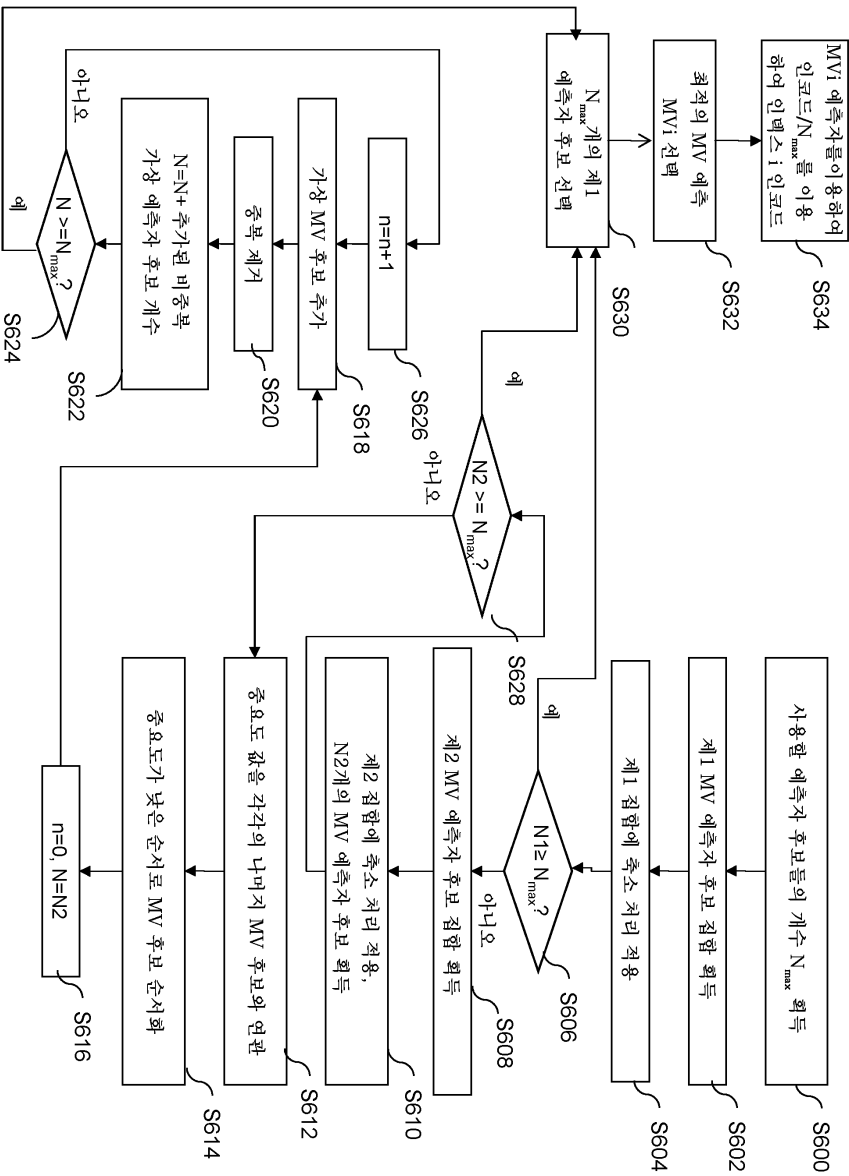 사용할 예측자 후보들의 개수 Nmax 획득
S600
제1 MV 예측자 후보 집합 획득
S602
제1 집합에 축소 처리 적용
S604
N1≥ Nmax?
S606
예
아니오
제2 MV 예측자 후보 집합 획득
S608
제2 집합에 축소 처리 적용,
N2개의 MV 예측자 후보 획득
S610
중요도 값을 각각의 나머지 MV 후보와 연관
S612
중요도가 낮은 순서로 MV 후보 순서화
S614
n=0, N=N2
S616
N2 >= Nmax?
S628
예
아니오
n=n+1
S626
가상 MV 후보 추가
S618
중복 제거
S620
N=N+ 추가된 비중복
가상 예측자 후보 개수
S622
N >=Nmax?
S624
아니오
예
Nmax개의 제1
예측자 후보 선택
S630
최적의 MV 예측
MVi 선택
S632
MVi 예측자를이용하여
인코드/Nmax를 이용
하여 인덱스 i 인코드
S634